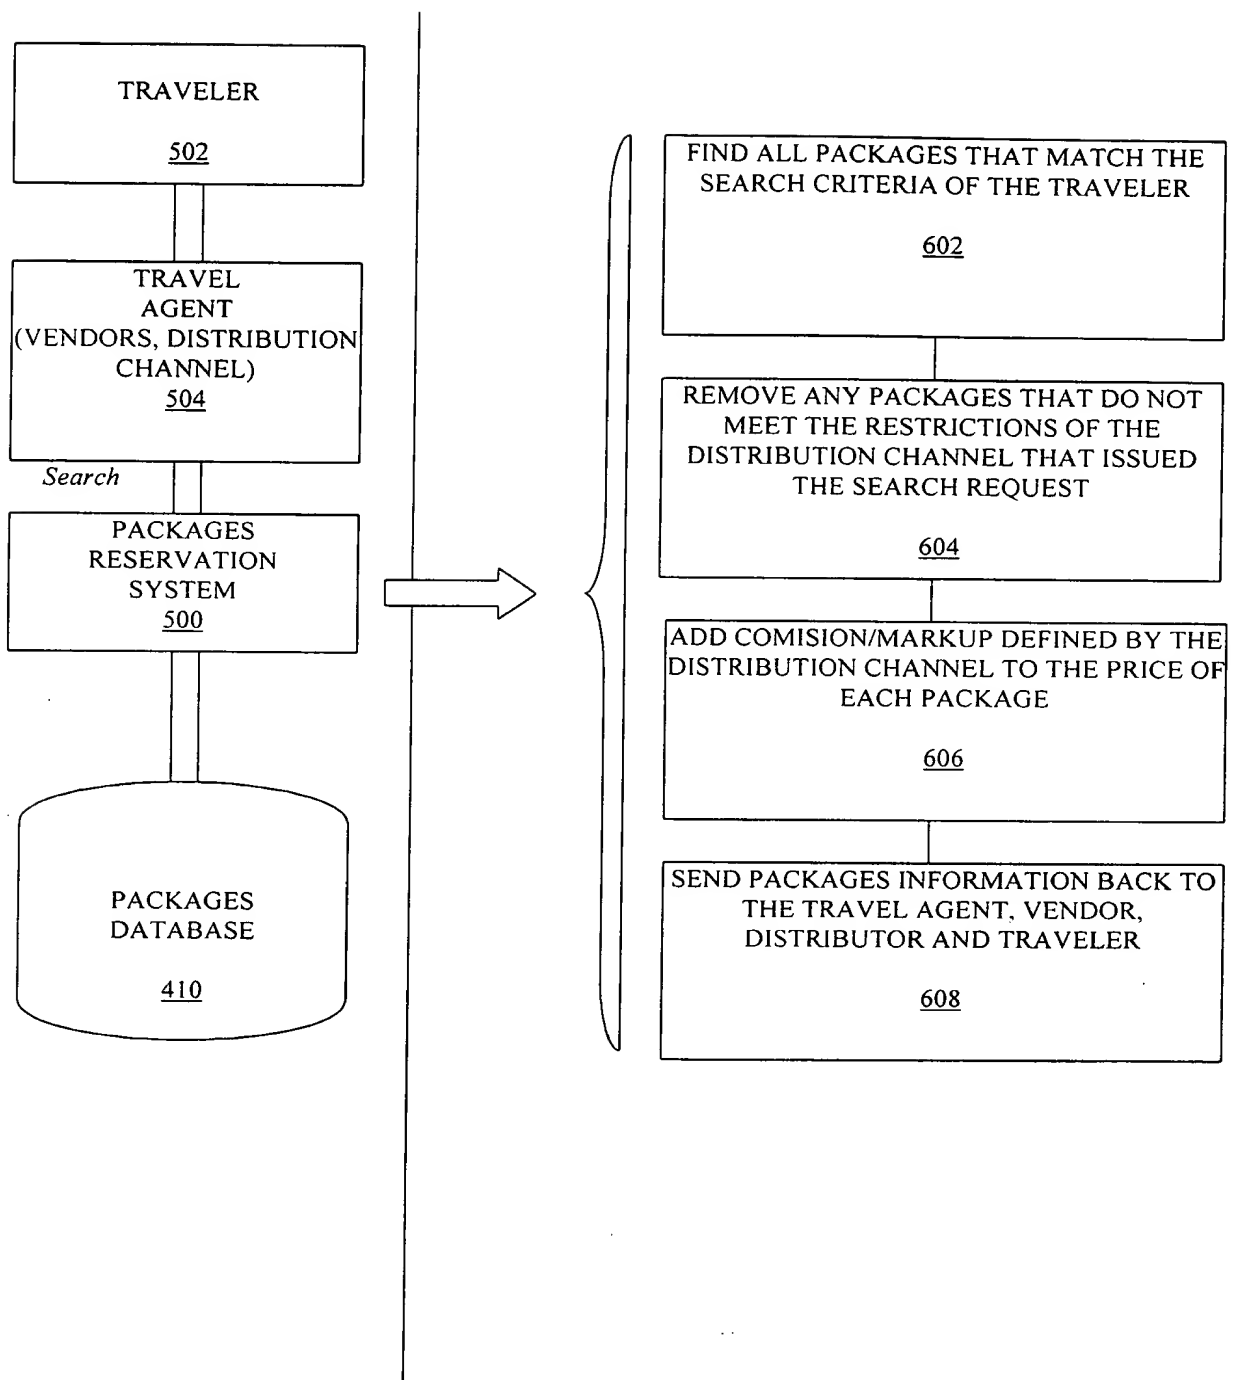 TRAVELER
502
TRAVEL
AGENT
(VENDORS, DISTRIBUTION
CHANNEL)
504
Search
PACKAGES
RESERVATION
SYSTEM
500
PACKAGES
DATABASE
410
FIND ALL PACKAGES THAT MATCH THE
SEARCH CRITERIA OF THE TRAVELER
602
REMOVE ANY PACKAGES THAT DO NOT
MEET THE RESTRICTIONS OF THE
DISTRIBUTION CHANNEL THAT ISSUED
THE SEARCH REQUEST
604
ADD COMISION/MARKUP DEFINED BY THE
DISTRIBUTION CHANNEL TO THE PRICE OF
EACH PACKAGE
606
SEND PACKAGES INFORMATION BACK TO
THE TRAVEL AGENT, VENDOR,
DISTRIBUTOR AND TRAVELER
608